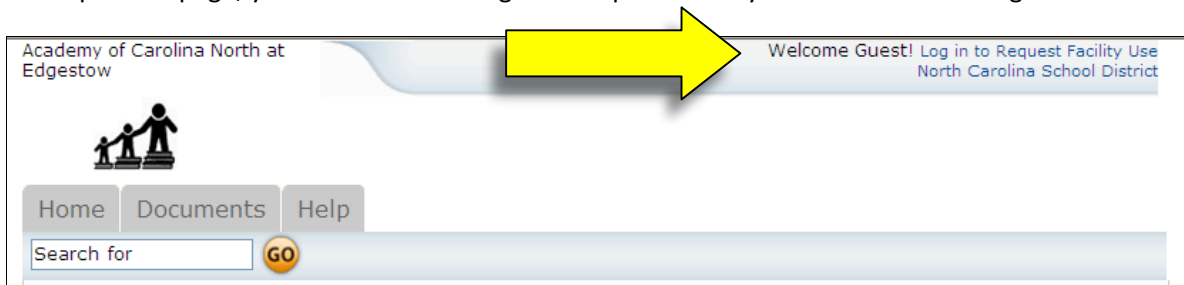 Academy of Carolina North at
Edgestow
Welcome Guest! Log in to Request Facility Use
North Carolina School District
Home Documents Help
Search for GO